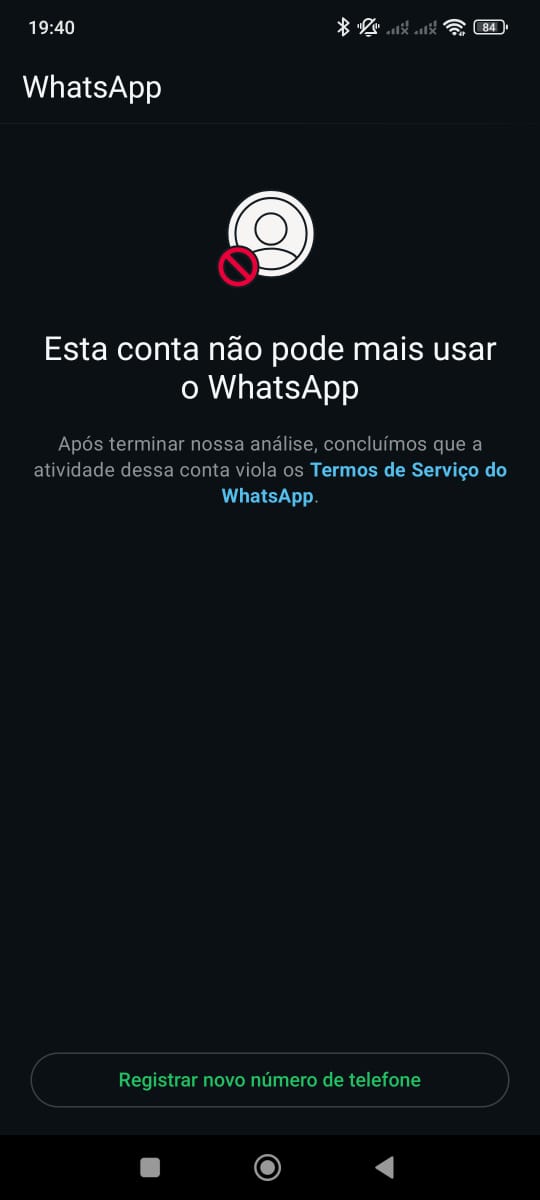 19:40
84
WhatsApp
Esta conta não pode mais usar
o WhatsApp
Após terminar nossa análise, concluímos que a
atividade dessa conta viola os Termos de Serviço do
WhatsApp.
Registrar novo número de telefone